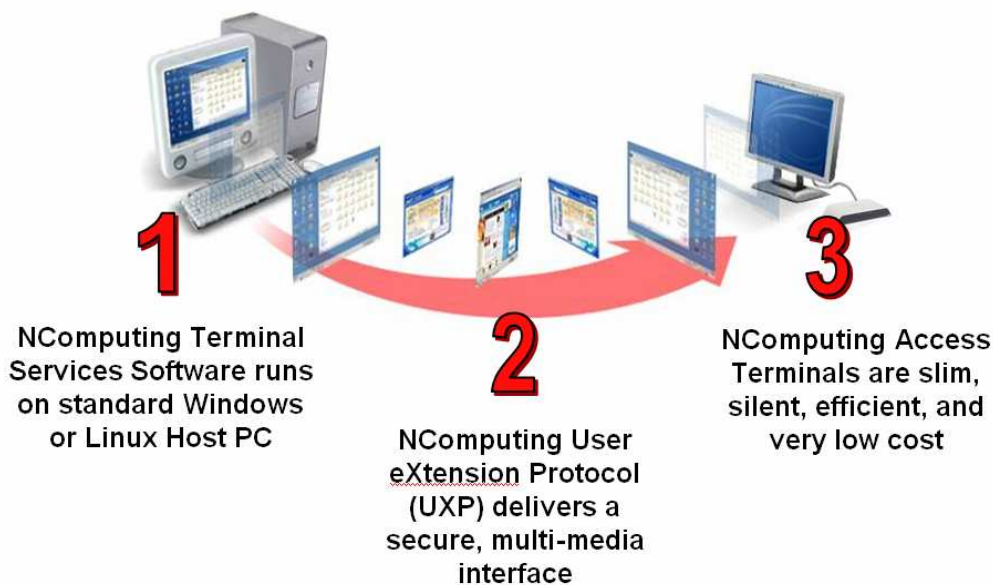 1
NComputing Terminal
Services Software runs
on standard Windows
or Linux Host PC
2
NComputing User
eXtension Protocol
(UXP) delivers a
secure, multi-media
interface
3
NComputing Access
Terminals are slim,
silent, efficient, and
very low cost